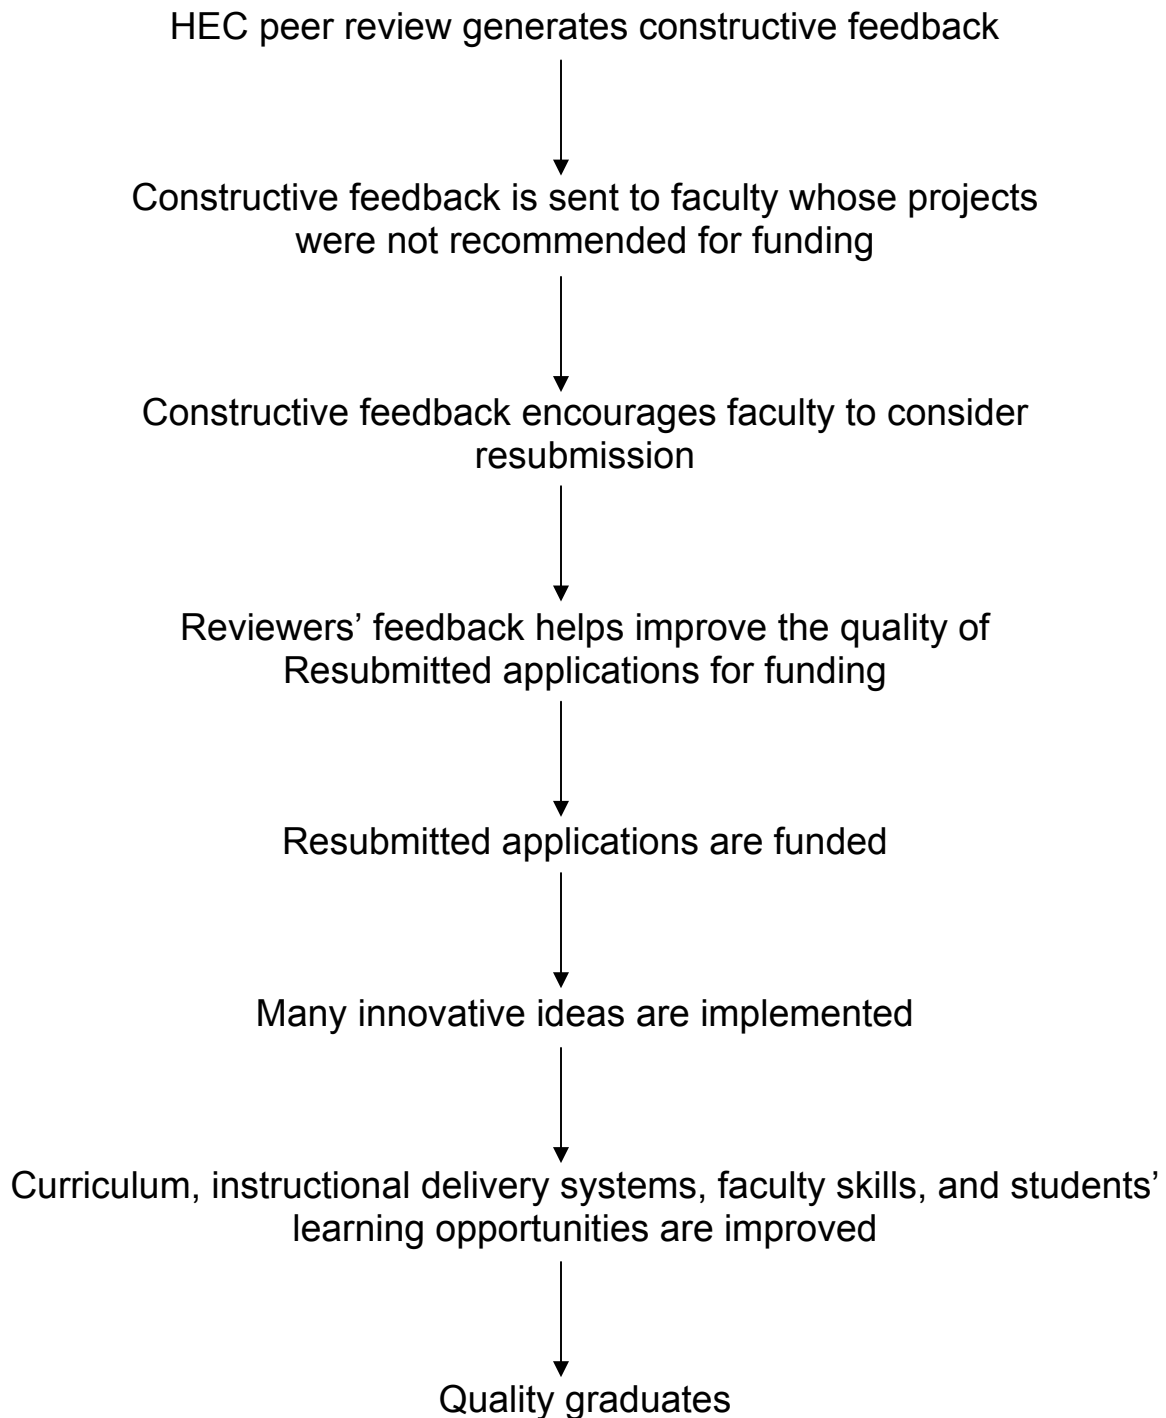 HEC peer review generates constructive feedback
Constructive feedback is sent to faculty whose projects
were not recommended for funding
Constructive feedback encourages faculty to consider
resubmission
Reviewers’ feedback helps improve the quality of
Resubmitted applications for funding
Resubmitted applications are funded
Many innovative ideas are implemented
Curriculum, instructional delivery systems, faculty skills, and students’
learning opportunities are improved
Quality graduates